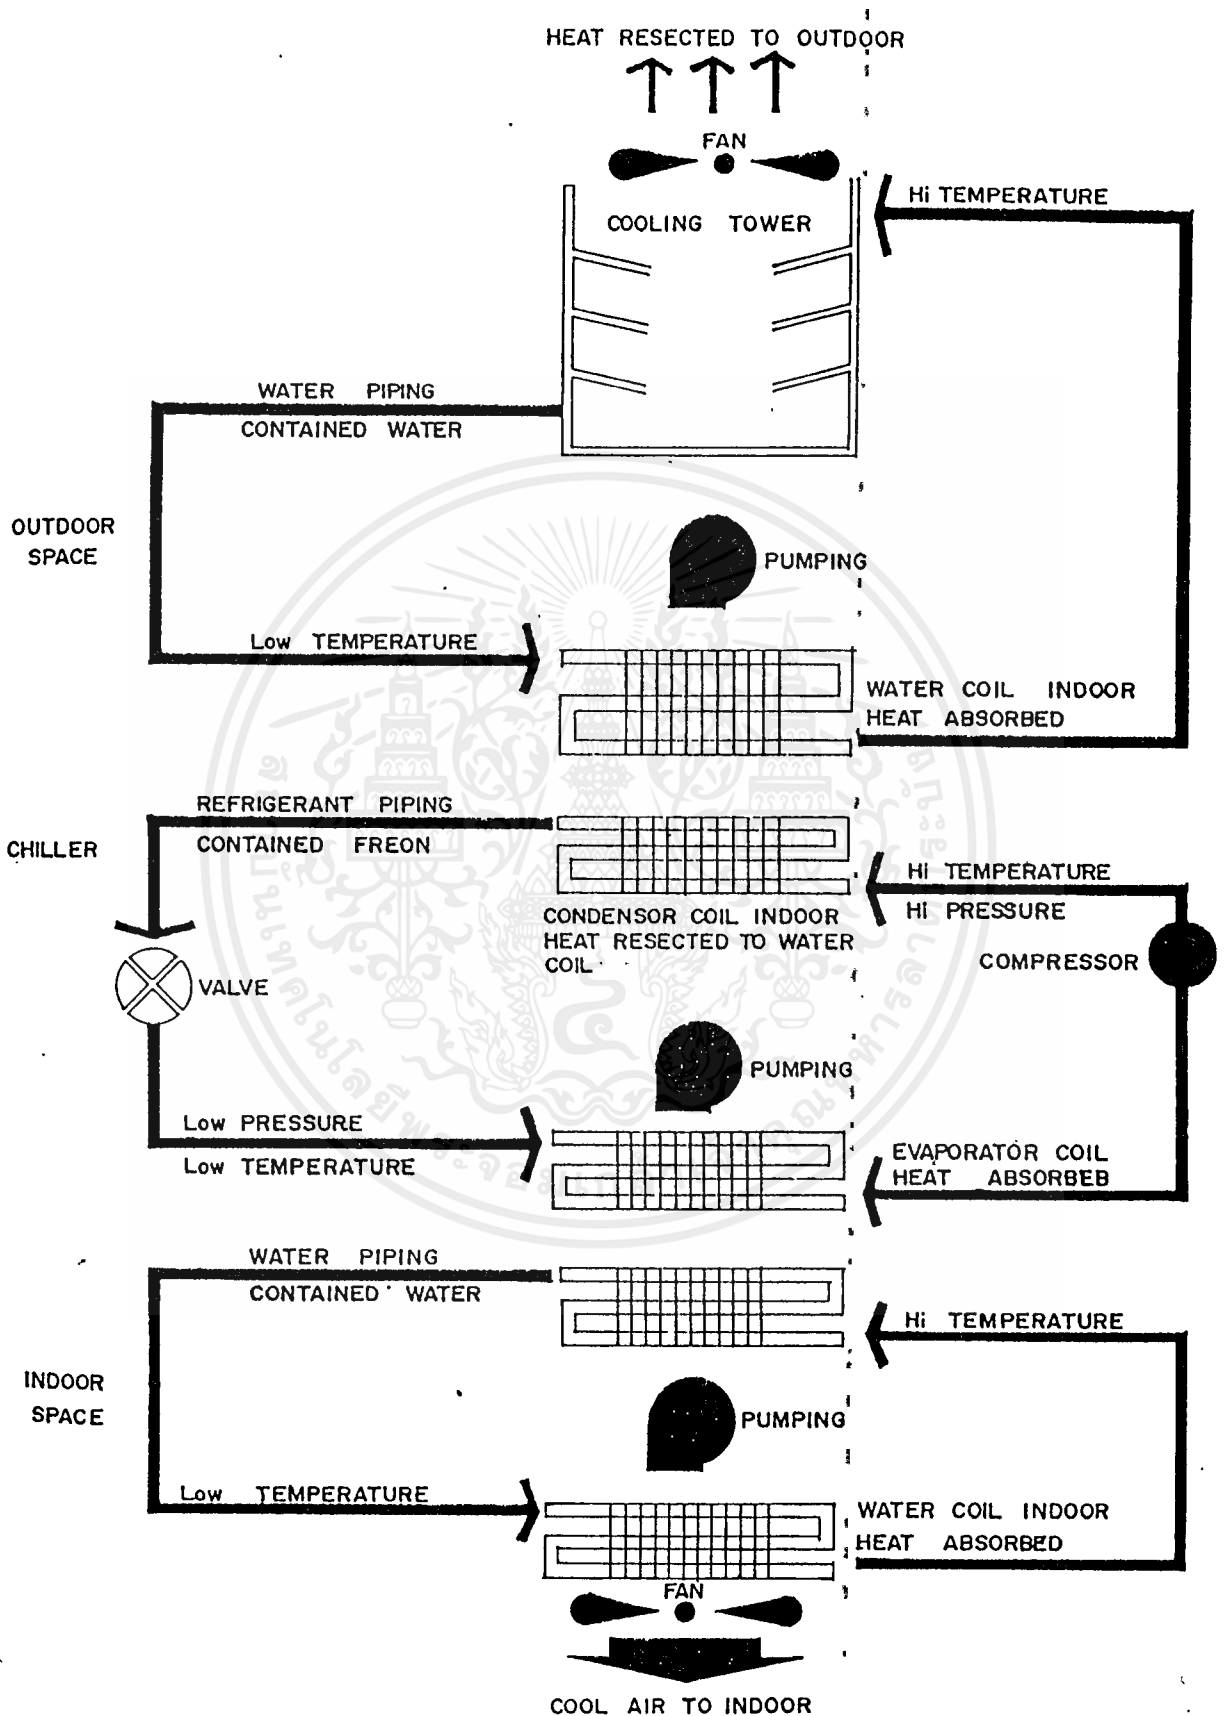 HEAT RESECTED TO OUTDOOR
FAN
Hi TEMPERATURE
COOLING TOWER
WATER PIPING
CONTAINED WATER
OUTDOOR
SPACE
PUMPING
Low TEMPERATURE
WATER COIL INDOOR
HEAT ABSORBED
REFRIGERANT PIPING
CONTAINED FREON
CHILLER
Hi TEMPERATURE
Hi PRESSURE
CONDENSOR COIL INDOOR
HEAT RESECTED TO WATER
COIL
COMPRESSOR
VALVE
PUMPING
Low PRESSURE
Low TEMPERATURE
EVAPORATOR COIL
HEAT ABSORBEB
WATER PIPING
CONTAINED WATER
Hi TEMPERATURE
INDOOR
SPACE
PUMPING
Low TEMPERATURE
WATER COIL INDOOR
HEAT ABSORBED
FAN
COOL AIR TO INDOOR